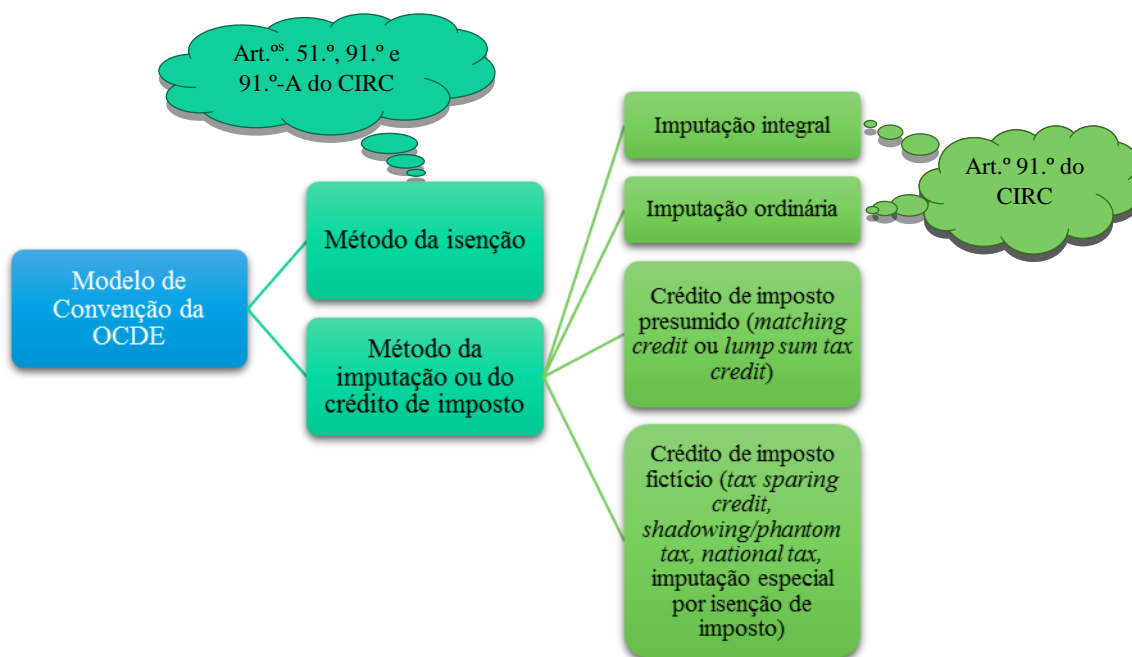 Art.ºˢ. 51.º, 91.º e
91.º-A do CIRC
Imputação integral
Art.º 91.º do
CIRC
Imputação ordinária
Método da isenção
Modelo de
Convenção da
OCDE
Crédito de imposto
presumido (matching
credit ou lump sum tax
credit)
Método da
imputação ou do
crédito de imposto
Crédito de imposto
fictício (tax sparing
credit,
shadowing/phantom
tax, national tax,
imputação especial
por isenção de
imposto)